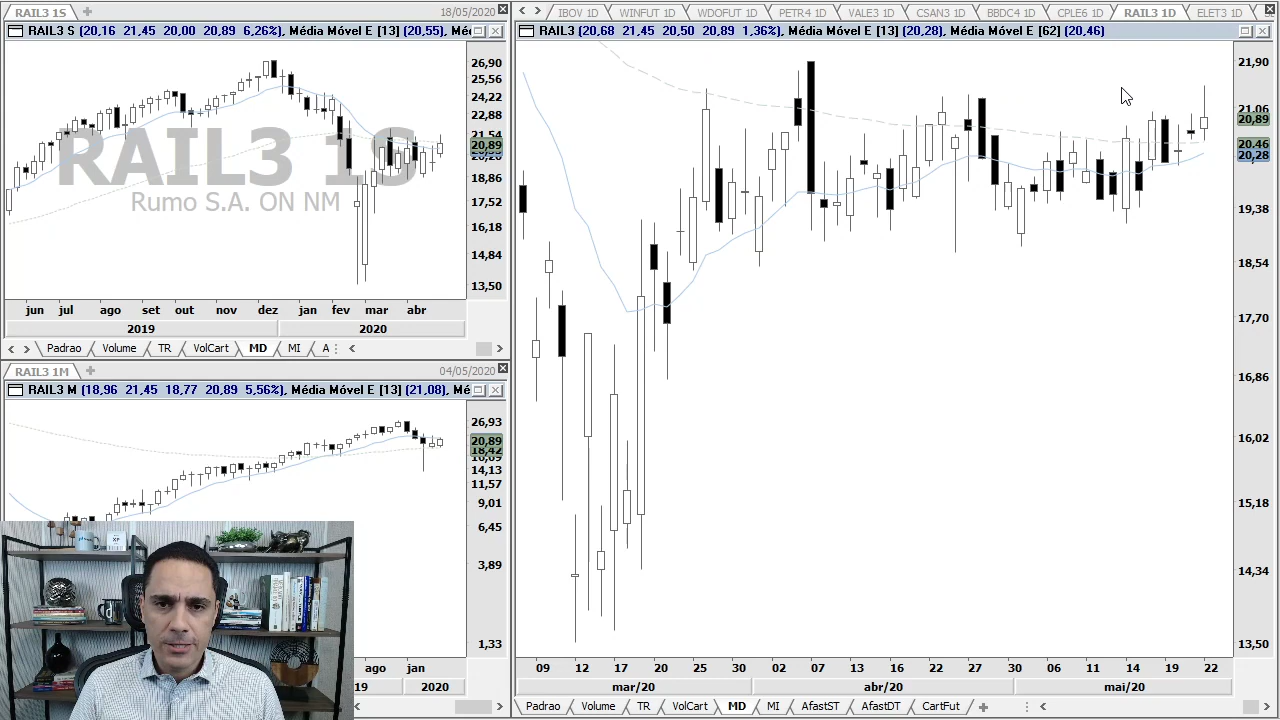 RAIL3 1S
18/05/2020
RAIL3 S (20,16 21,45 20,00 20,89 6,26%), Média Móvel E [13] (20,55), Mé
RAIL3 1S
Rumo S.A. ON NM
26,90
25,56
24,22
22,88
21,54
20,89
18,86
17,52
16,18
14,84
13,50
jun jul ago set out nov dez jan fev mar abr
2019 2020
Padrao Volume TR VolCart MD MI A
RAIL3 1M
04/05/2020
RAIL3 M (18,96 21,45 18,77 20,89 5,56%), Média Móvel E [13] (21,08), Mé
26,93
20,89
14,13
11,57
9,01
6,45
3,89
1,33
ago jan
19 2020
XP
IBOV 1D WINFUT 1D WDOFUT 1D PETR4 1D VALE3 1D CSAN3 1D BBDC4 1D CPLE6 1D RAIL3 1D ELET3 1D
RAIL3 (20,68 21,45 20,50 20,89 1,36%), Média Móvel E [13] (20,28), Média Móvel E [62] (20,46)
21,90
21,06
20,89
20,46
20,28
19,38
18,54
17,70
16,86
16,02
15,18
14,34
13,50
09 12 17 20 25 30 02 07 13 16 22 27 30 06 11 14 19 22
mar/20 abr/20 mai/20
Padrao Volume TR VolCart MD MI AfastST AfastDT CartFut